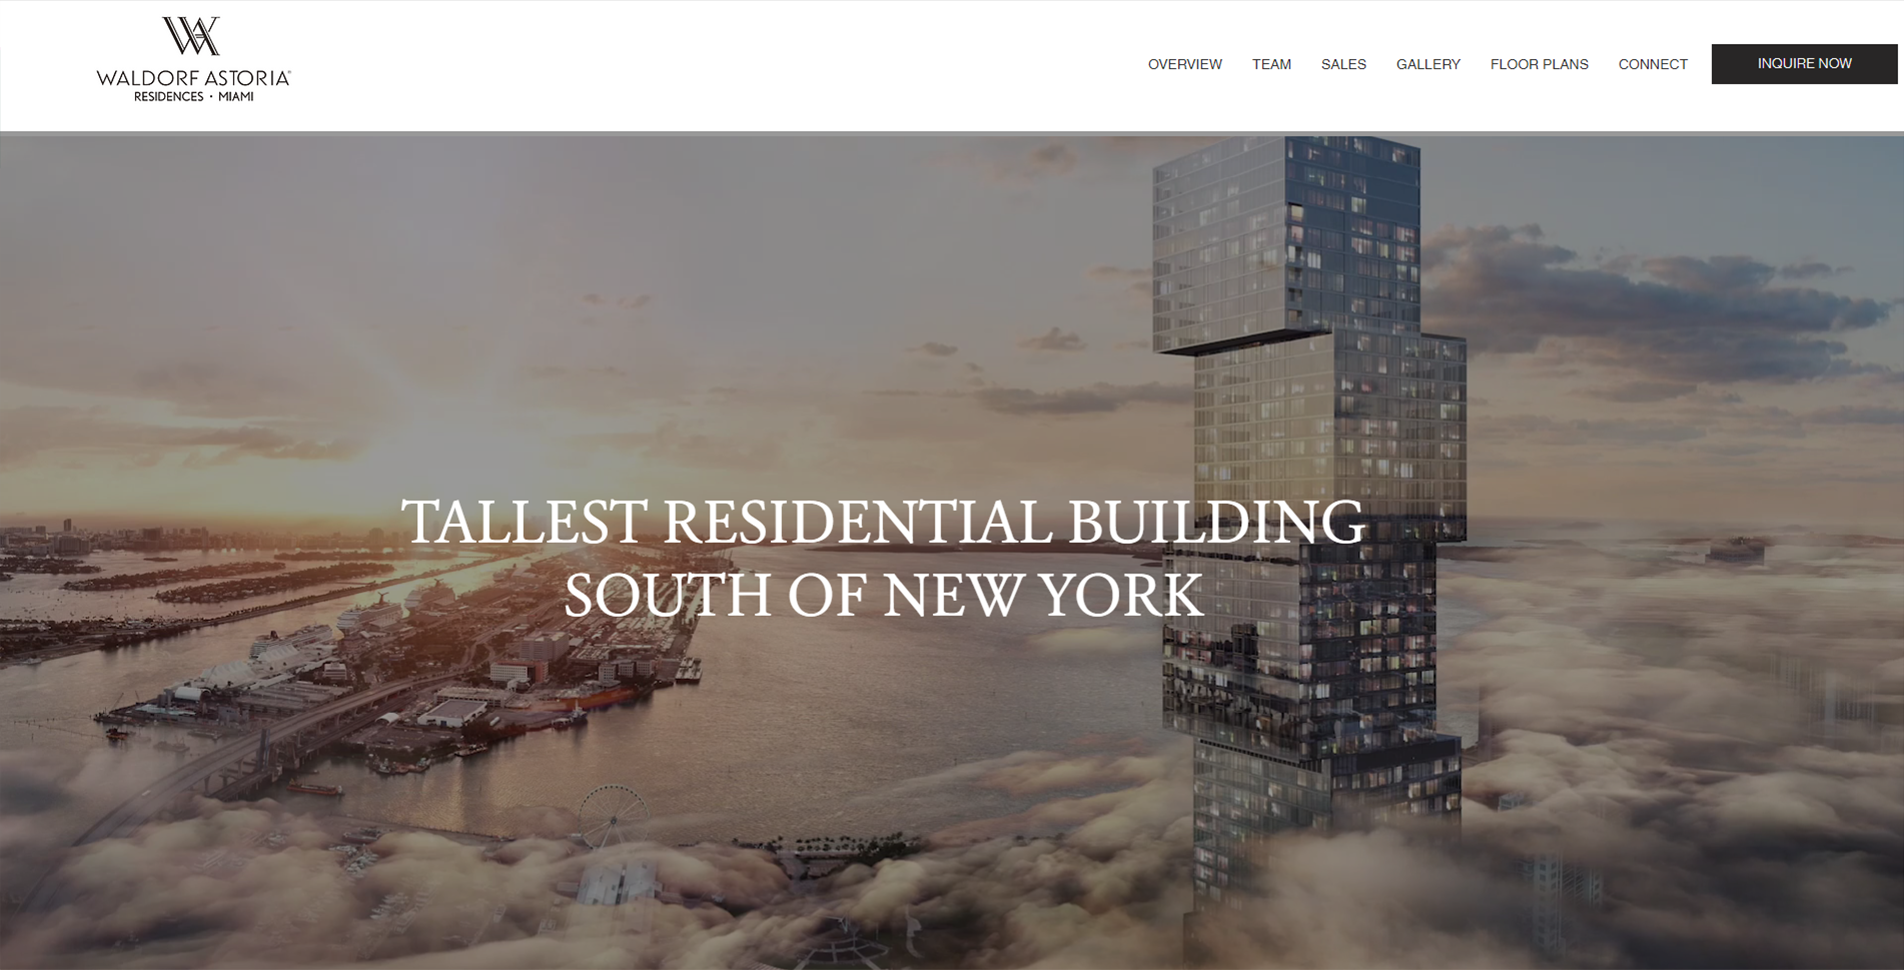 WA
WALDORF ASTORIA®
RESIDENCES • MIAMI
OVERVIEW TEAM SALES GALLERY FLOOR PLANS CONNECT INQUIRE NOW
TALLEST RESIDENTIAL BUILDING
SOUTH OF NEW YORK